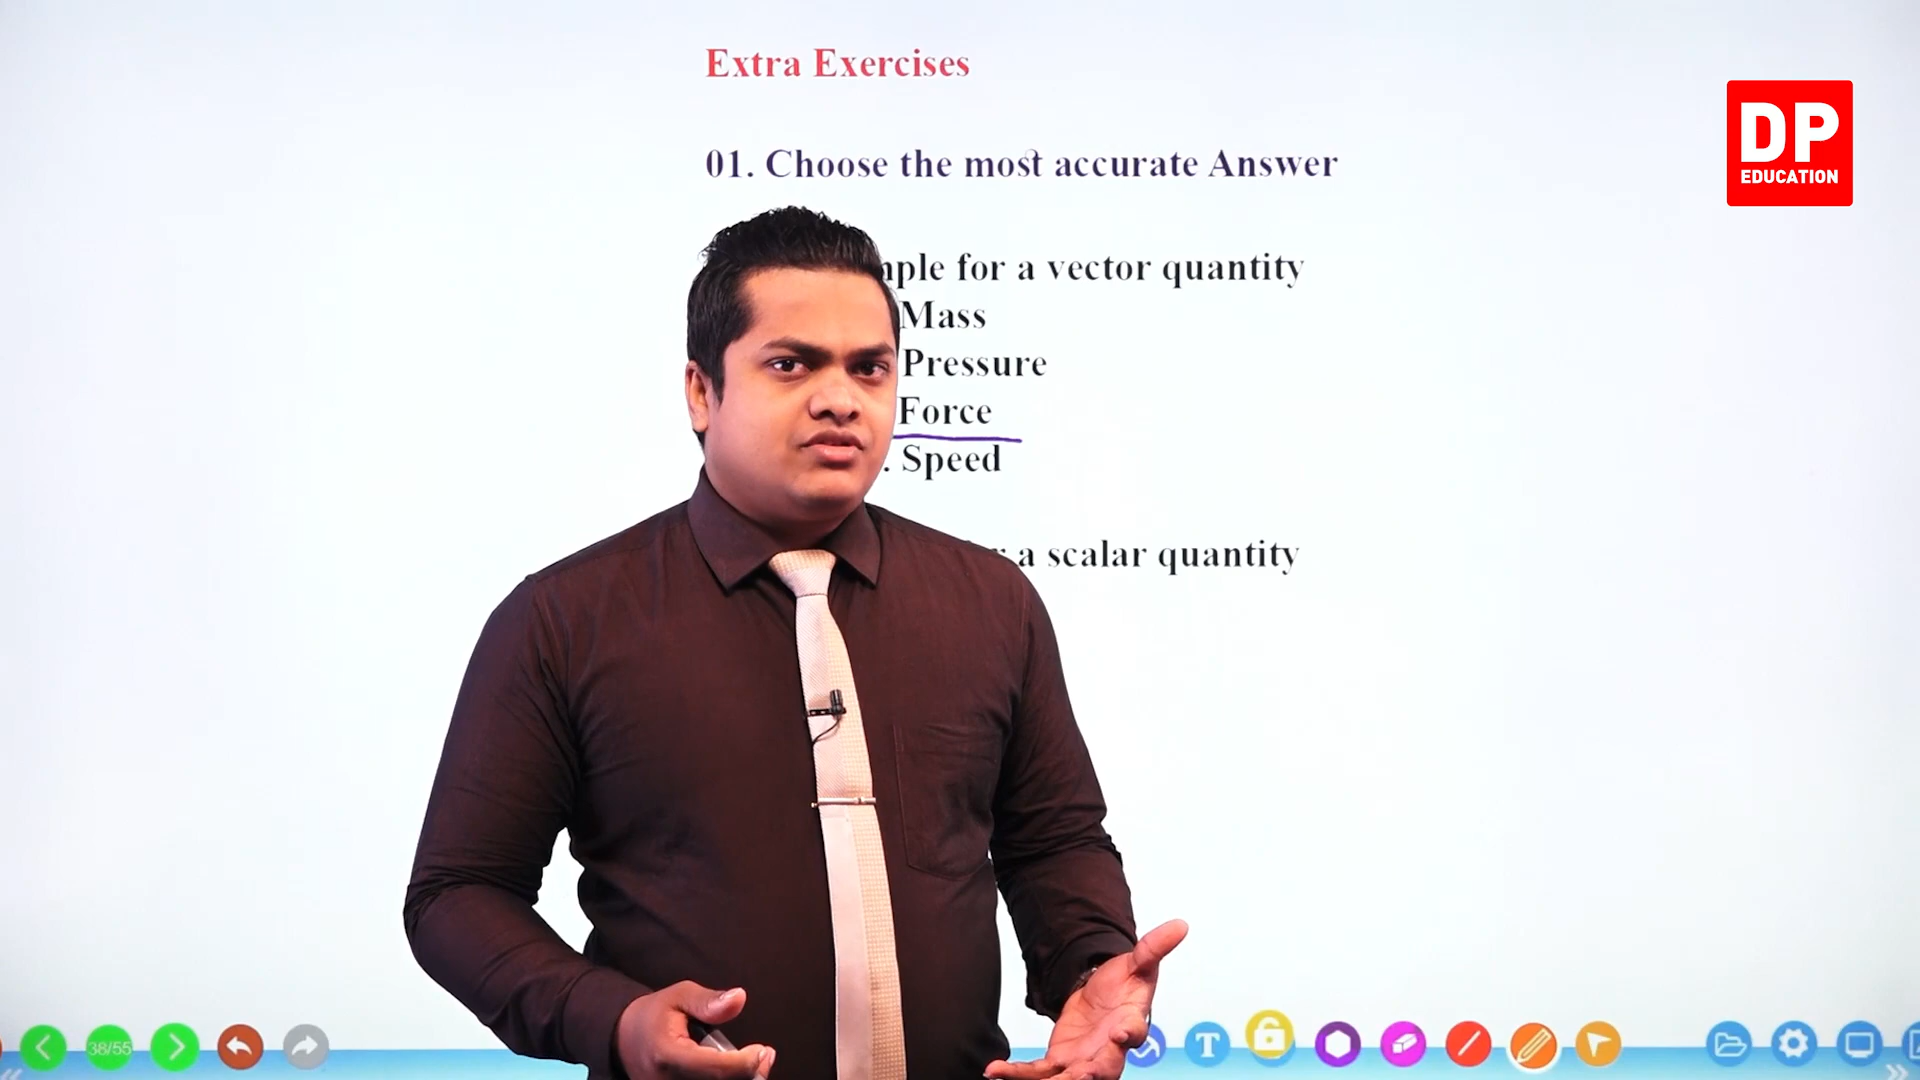 Extra Exercises
DP
EDUCATION
01. Choose the most accurate Answer
for a vector quantity
Mass
Pressure
Force
. Speed
a scalar quantity
38/55
T